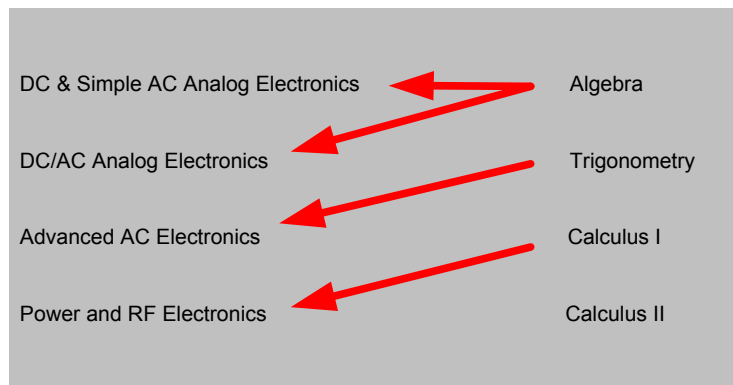 DC & Simple AC Analog Electronics Algebra
DC/AC Analog Electronics Trigonometry
Advanced AC Electronics Calculus I
Power and RF Electronics Calculus II